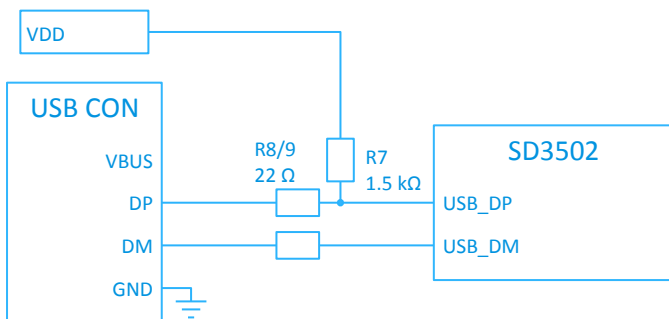 VDD
USB CON
VBUS
DP
DM
GND
R8/9
22 Ω
R7
1.5 kΩ
SD3502
USB_DP
USB_DM